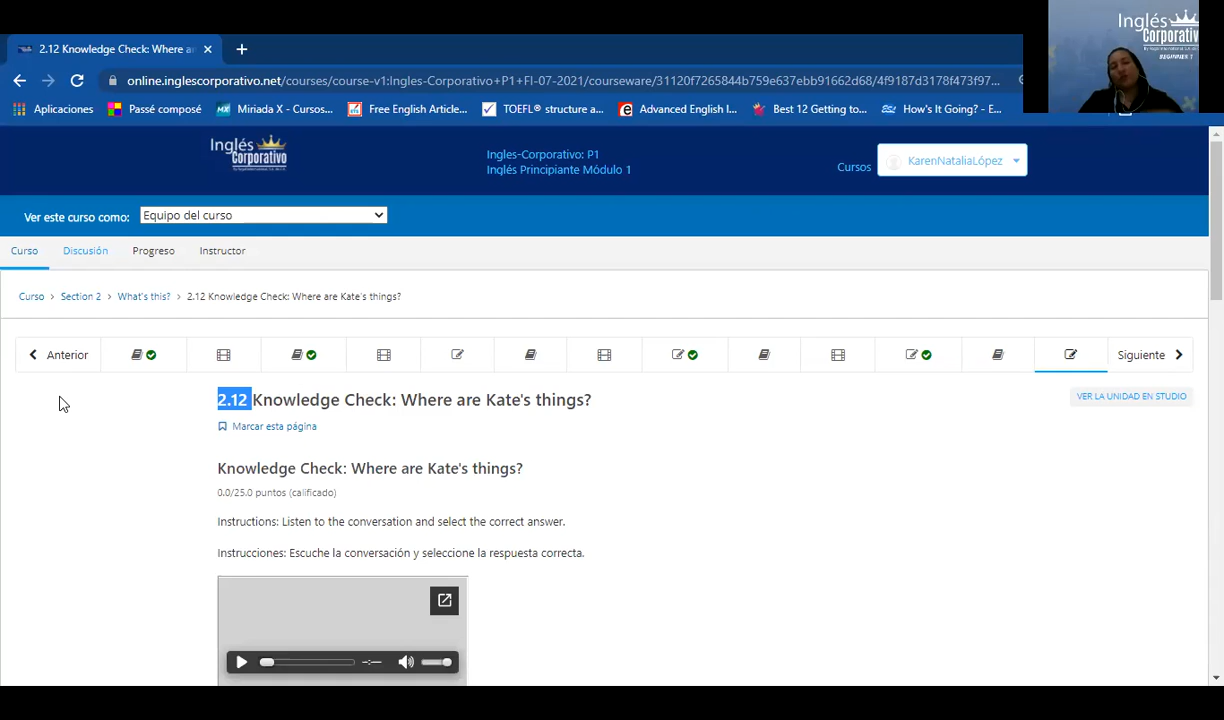 2.12 Knowledge Check: Where ar
online.inglescorporativo.net/courses/course-v1:Ingles-Corporativo+P1+FI-07-2021/courseware/31120f7265844b759e637ebb91662d68/4f9187d3178f473f97...
Aplicaciones
Passé composé
Miriada X - Cursos...
Free English Article...
TOEFL® structure a...
Advanced English I...
Best 12 Getting to...
How's It Going? - E...
Inglés
Corporativo
BEGINNER 1
Inglés
Corporativo
Ingles-Corporativo: P1
Inglés Principiante Módulo 1
Cursos
KarenNataliaLópez
Ver este curso como:
Equipo del curso
Curso
Discusión
Progreso
Instructor
Curso > Section 2 > What's this? > 2.12 Knowledge Check: Where are Kate's things?
Anterior
Siguiente
2.12 Knowledge Check: Where are Kate's things?
VER LA UNIDAD EN STUDIO
Marcar esta página
Knowledge Check: Where are Kate's things?
0.0/25.0 puntos (calificado)
Instructions: Listen to the conversation and select the correct answer.
Instrucciones: Escuche la conversación y seleccione la respuesta correcta.
-:--